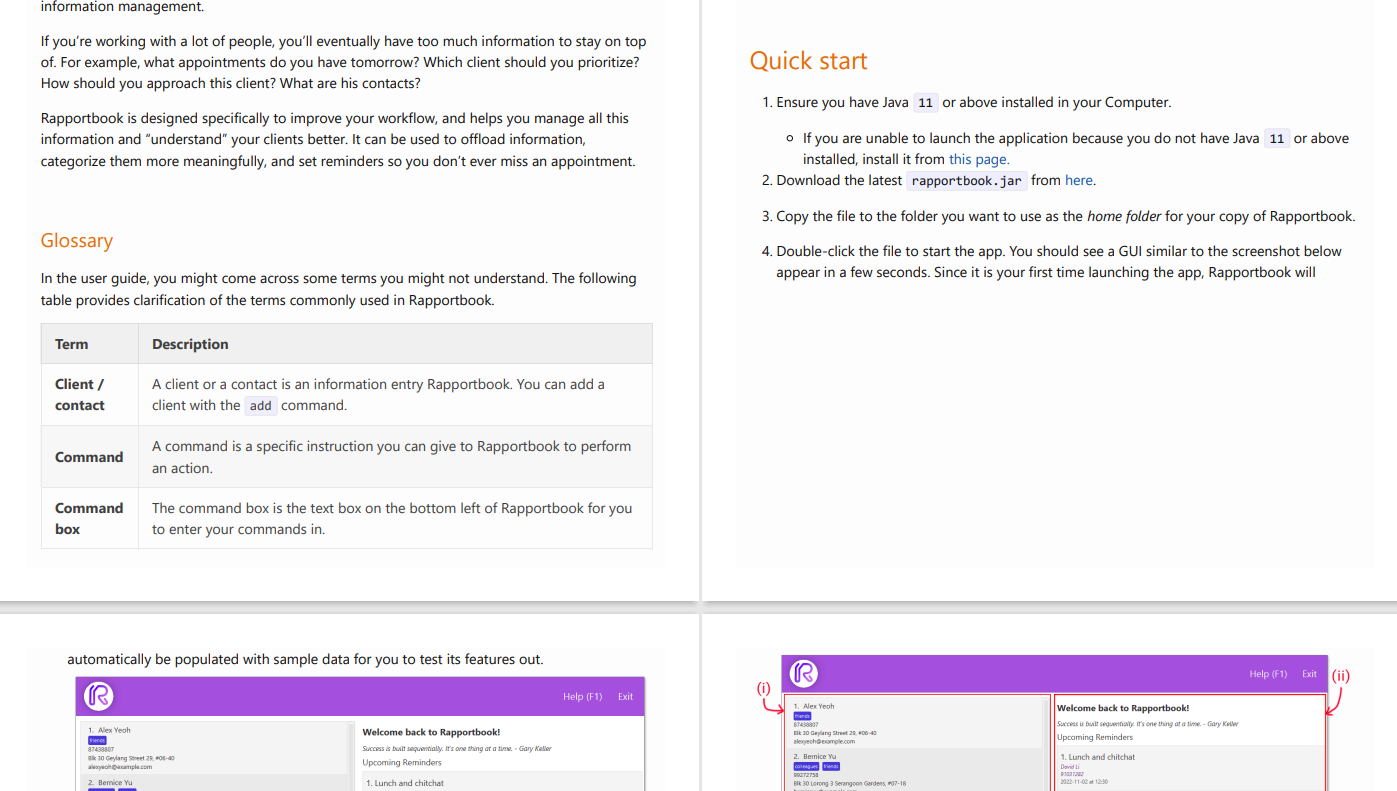 information management.
If you’re working with a lot of people, you’ll eventually have too much information to stay on top
of. For example, what appointments do you have tomorrow? Which client should you prioritize?
How should you approach this client? What are his contacts?
Rapportbook is designed specifically to improve your workflow, and helps you manage all this
information and “understand” your clients better. It can be used to offload information,
categorize them more meaningfully, and set reminders so you don’t ever miss an appointment.
Glossary
In the user guide, you might come across some terms you might not understand. The following
table provides clarification of the terms commonly used in Rapportbook.
Term Description
Client / contact
A client or a contact is an information entry Rapportbook. You can add a
client with the add command.
Command
A command is a specific instruction you can give to Rapportbook to perform
an action.
Command box
The command box is the text box on the bottom left of Rapportbook for you
to enter your commands in.
Quick start
1. Ensure you have Java 11 or above installed in your Computer.
If you are unable to launch the application because you do not have Java 11 or above
installed, install it from this page.
2. Download the latest rapportbook.jar from here.
3. Copy the file to the folder you want to use as the home folder for your copy of Rapportbook.
4. Double-click the file to start the app. You should see a GUI similar to the screenshot below
appear in a few seconds. Since it is your first time launching the app, Rapportbook will
automatically be populated with sample data for you to test its features out.
Help (F1) Exit
1. Alex Yeoh
friends
87438807
Blk 30 Geylang Street 29, #06-40
alexyeoh@example.com
2. Bernice Yu
Welcome back to Rapportbook!
Success is built sequentially. It's one thing at a time. - Gary Keller
Upcoming Reminders
1. Lunch and chitchat
Help (F1) Exit
(i)
(ii)
1. Alex Yeoh
friends
87438807
Blk 30 Geylang Street 29, #06-40
alexyeoh@example.com
2. Bernice Yu
colleagues friends
99272758
Blk 30 Lorong 3 Serangoon Gardens, #07-18
Welcome back to Rapportbook!
Success is built sequentially. It's one thing at a time. - Gary Keller
Upcoming Reminders
1. Lunch and chitchat
David Li
91031282
2022-11-02 at 12:30